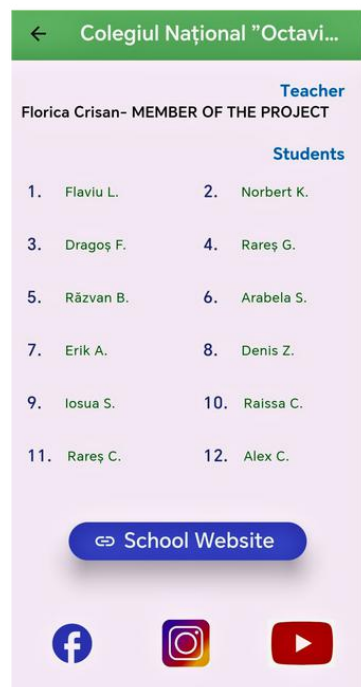 Colegiul Național ”Octavi...
Teacher
Florica Crisan- MEMBER OF THE PROJECT
Students
1. Flaviu L. 2. Norbert K.
3. Dragoș F. 4. Rareș G.
5. Răzvan B. 6. Arabela S.
7. Erik A. 8. Denis Z.
9. Iosua S. 10. Raissa C.
11. Rareș C. 12. Alex C.
School Website